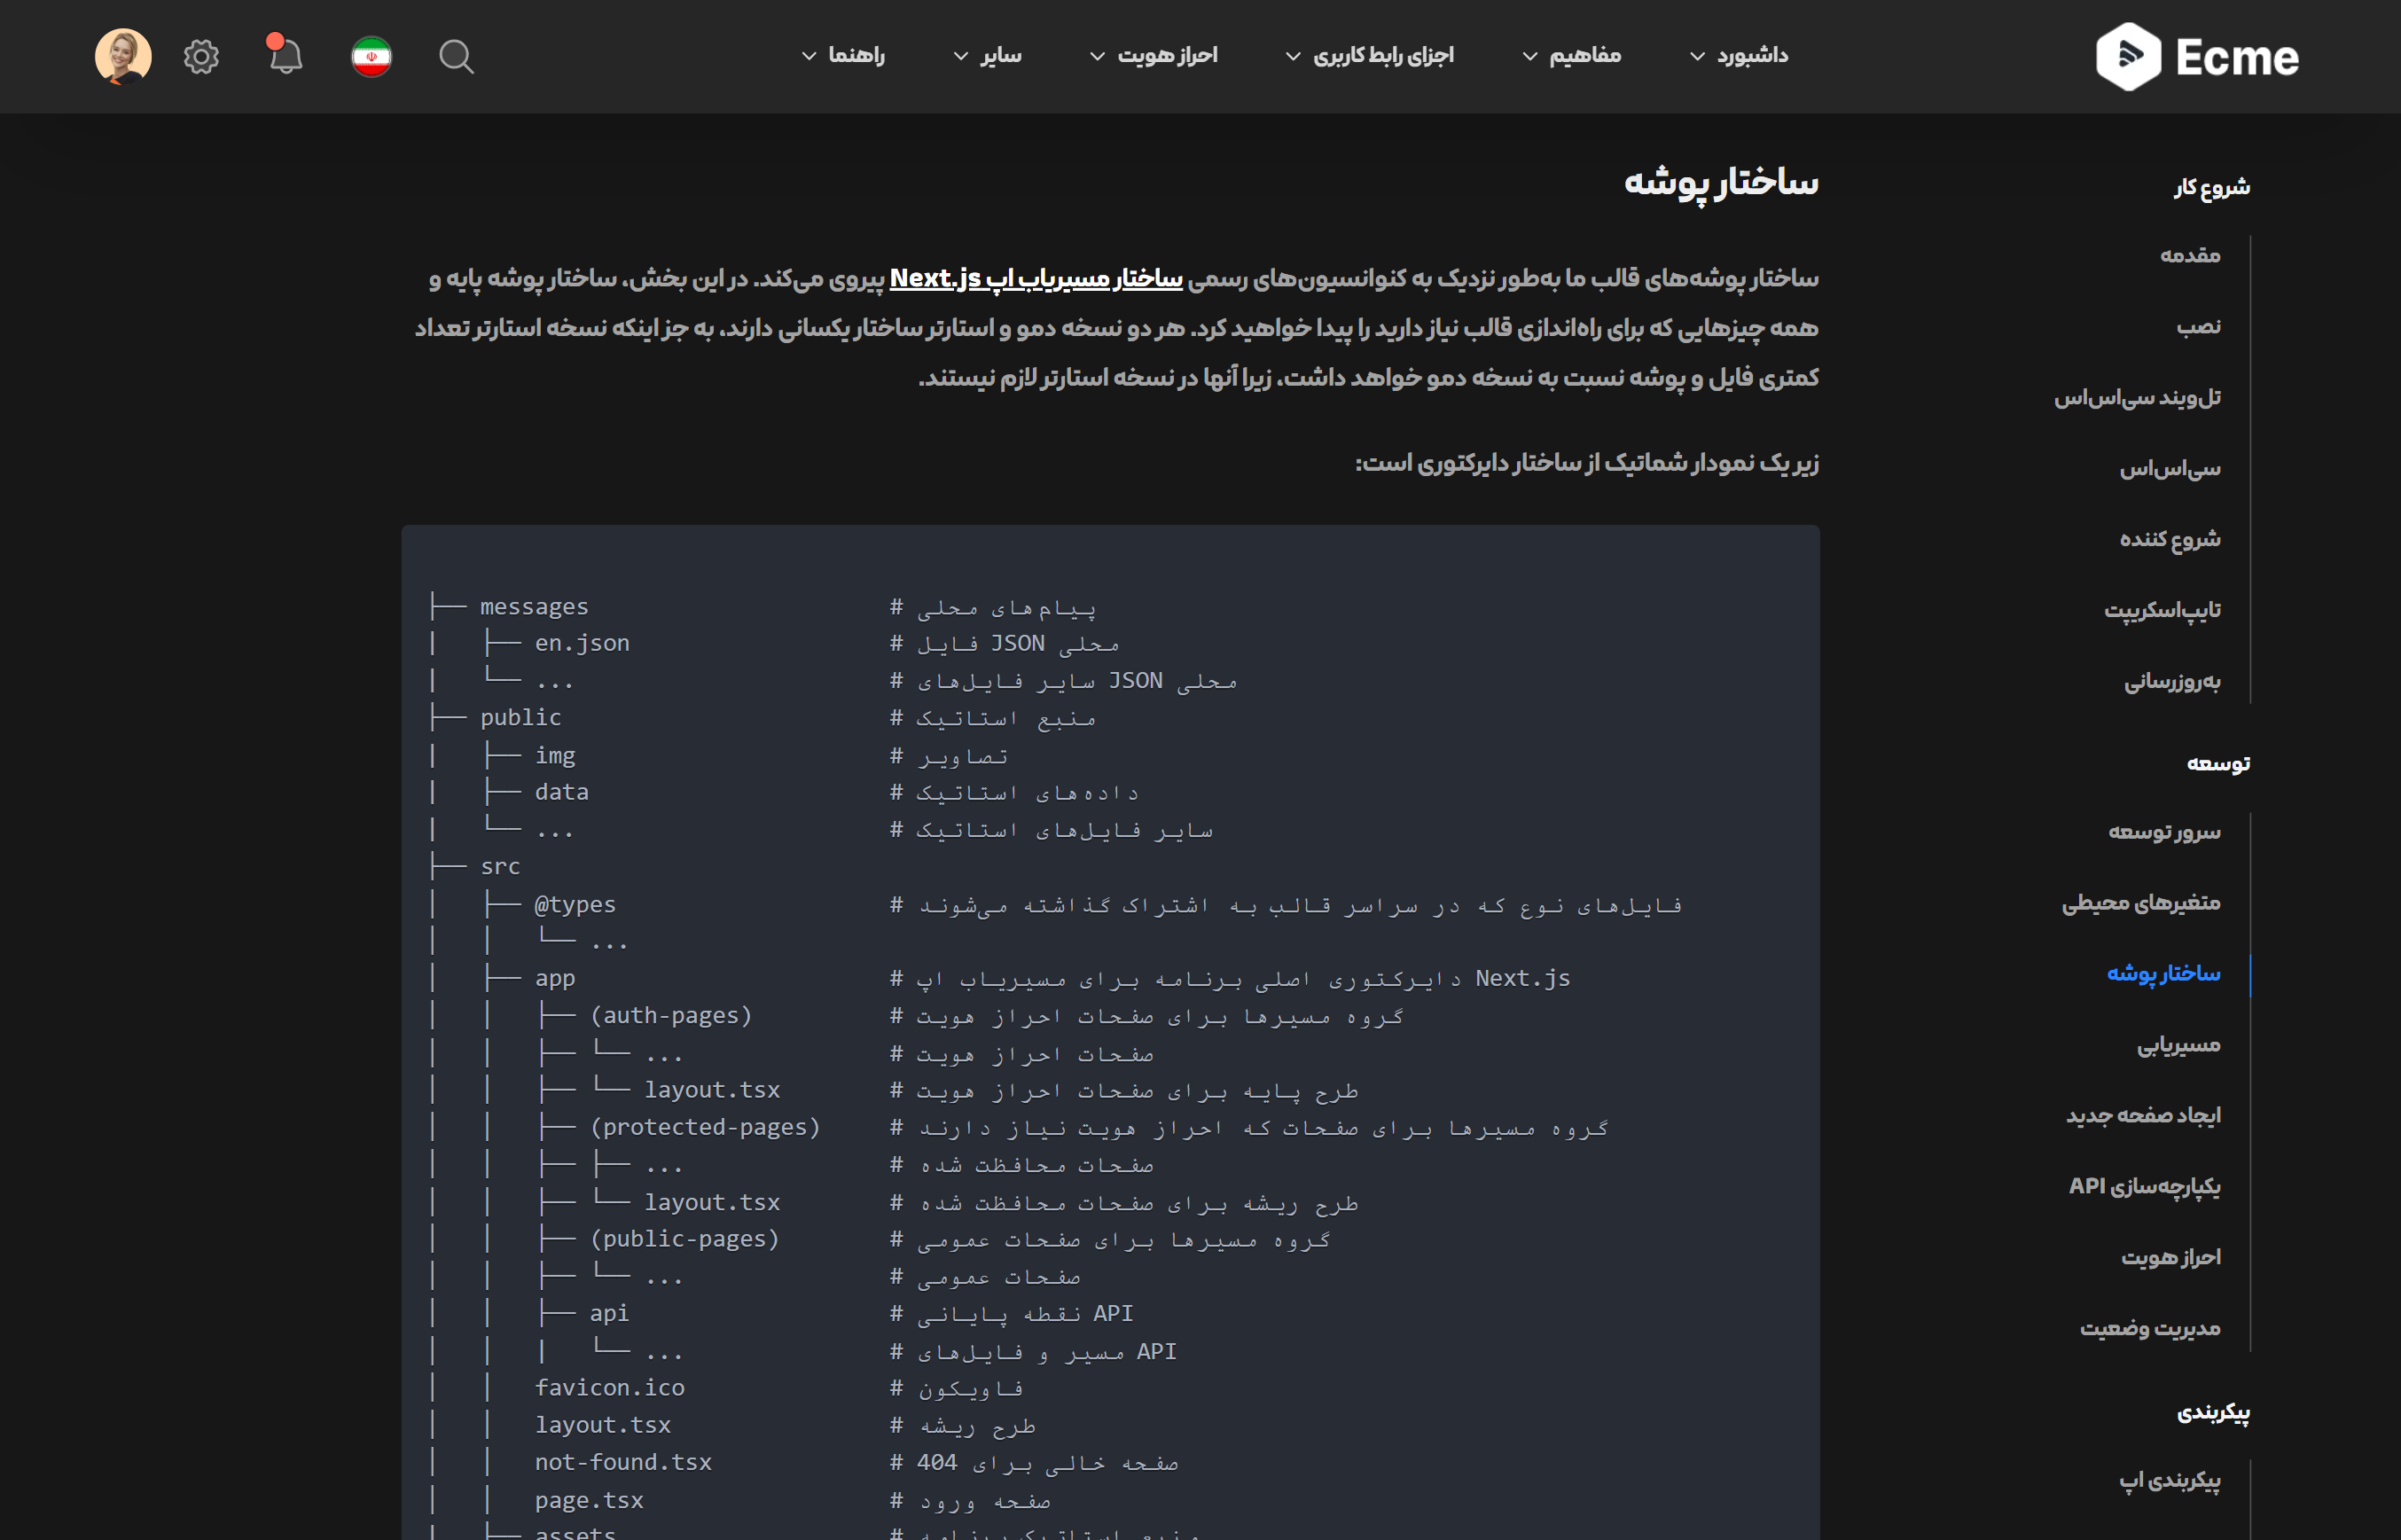 Ecme
داشبورد
مفاهیم
اجزای رابط کاربری
احراز هویت
سایر
راهنما
شروع کار
مقدمه
نصب
تل‌ویند سی‌اس‌اس
سی‌اس‌اس
شروع کننده
تایپ‌اسکریپت
به‌روزرسانی
توسعه
سرور توسعه
متغیرهای محیطی
ساختار پوشه
مسیریابی
ایجاد صفحه جدید
یکپارچه‌سازی API
احراز هویت
مدیریت وضعیت
پیکربندی
پیکربندی اپ
ساختار پوشه
ساختار پوشه‌های قالب ما به‌طور نزدیک به کنوانسیون‌های رسمی ساختار مسیریاب اپ Next.js پیروی می‌کند. در این بخش، ساختار پوشه پایه و
همه چیزهایی که برای راه‌اندازی قالب نیاز دارید را پیدا خواهید کرد. هر دو نسخه دمو و استارتر ساختار یکسانی دارند، به جز اینکه نسخه استارتر تعداد
کمتری فایل و پوشه نسبت به نسخه دمو خواهد داشت، زیرا آنها در نسخه استارتر لازم نیستند.
زیر یک نمودار شماتیک از ساختار دایرکتوری است:
├── messages # پیام‌های محلی
|   ├── en.json # فایل JSON محلی
|   └── ... # سایر فایل‌های JSON محلی
├── public # منبع استاتیک
|   ├── img # تصاویر
|   ├── data # داده‌های استاتیک
|   └── ... # سایر فایل‌های استاتیک
├── src
│   ├── @types # فایل‌های نوع که در سراسر قالب به اشتراک گذاشته می‌شوند
│   │   └── ...
│   ├── app # دایرکتوری اصلی برنامه برای مسیریاب اپ Next.js
│   │   ├── (auth-pages) # گروه مسیرها برای صفحات احراز هویت
│   │   ├── └── ... # صفحات احراز هویت
│   │   ├── └── layout.tsx # طرح پایه برای صفحات احراز هویت
│   │   ├── (protected-pages) # گروه مسیرها برای صفحات که احراز هویت نیاز دارند
│   │   ├── ├── ... # صفحات محافظت شده
│   │   ├── └── layout.tsx # طرح ریشه برای صفحات محافظت شده
│   │   ├── (public-pages) # گروه مسیرها برای صفحات عمومی
│   │   ├── └── ... # صفحات عمومی
│   │   ├── api # نقطه پایانی API
│   │   |   └── ... # مسیر و فایل‌های API
│   │   favicon.ico # فاویکون
│   │   layout.tsx # طرح ریشه
│   │   not-found.tsx # صفحه خالی برای 404
│   │   page.tsx # صفحه ورود
│   ├── assets # منبع استاتیک برنامه